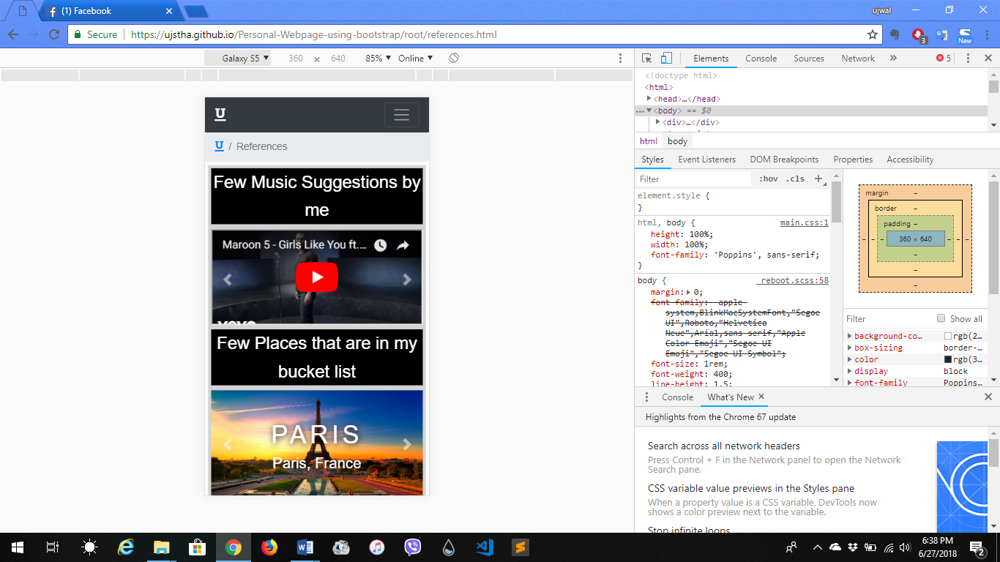 (1) Facebook
ujwal
Secure
https://ujstha.github.io/Personal-Webpage-using-bootstrap/root/references.html
3
New
Galaxy S5 360 × 640 85% Online
Elements Console Sources Network » 5
<!doctype html>
<html>
<head>…</head>
…<body> == $0
<div>…</div>
html body
Styles Event Listeners DOM Breakpoints Properties Accessibility
Filter :hov .cls +
element.style {
}
html, body { main.css:1
height: 100%;
width: 100%;
font-family: 'Poppins', sans-serif;
}
body { _reboot.scss:58
margin: 0;
font-family: -apple-
system,BlinkMacSystemFont,"Segoe
UI",Roboto,"Helvetica
Neue",Arial,sans-serif,"Apple
Color Emoji","Segoe UI
Emoji","Segoe UI Symbol";
font-size: 1rem;
font-weight: 400;
line-height: 1.5;
margin –
border –
padding –
– – – 360 × 640 – – –
–
–
–
Filter Show all
background-co… rgb(2…
box-sizing border-…
color rgb(3…
display block
font-family Poppins…
U
U / References
Few Music Suggestions by
me
Maroon 5 - Girls Like You ft.…
vevo
Few Places that are in my
bucket list
PARIS
Paris, France
Console What's New ×
Highlights from the Chrome 67 update
Search across all network headers
Press Control + F in the Network panel to open the Network
Search pane.
CSS variable value previews in the Styles pane
When a property value is a CSS variable, DevTools now
shows a color preview next to the variable.
Stop infinite loops
6:38 PM
6/27/2018
2